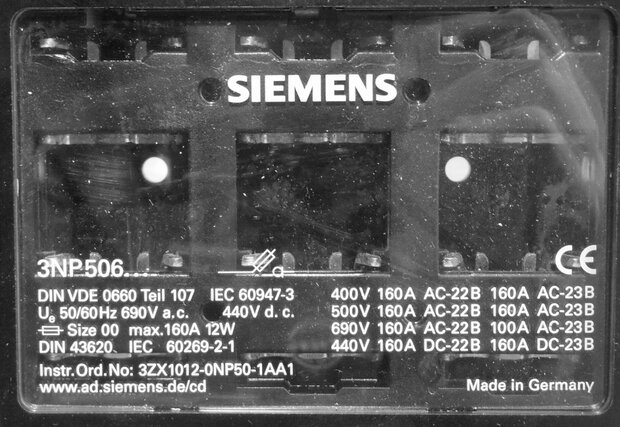 SIEMENS
3NP506...
CE
DIN VDE 0660 Teil 107 IEC 60947-3
Ue 50/60Hz 690V a.c. 440V d. c.
Size 00 max.160A 12W
DIN 43620. IEC 60269-2-1
400V 160A AC-22B 160A AC-23B
500V 160A AC-22B 160A AC-23B
690V 160A AC-22B 100A AC-23B
440V 160A DC-22B 160A DC-23B
Instr.Ord.No: 3ZX1012-0NP50-1AA1
www.ad.siemens.de/cd
Made in Germany